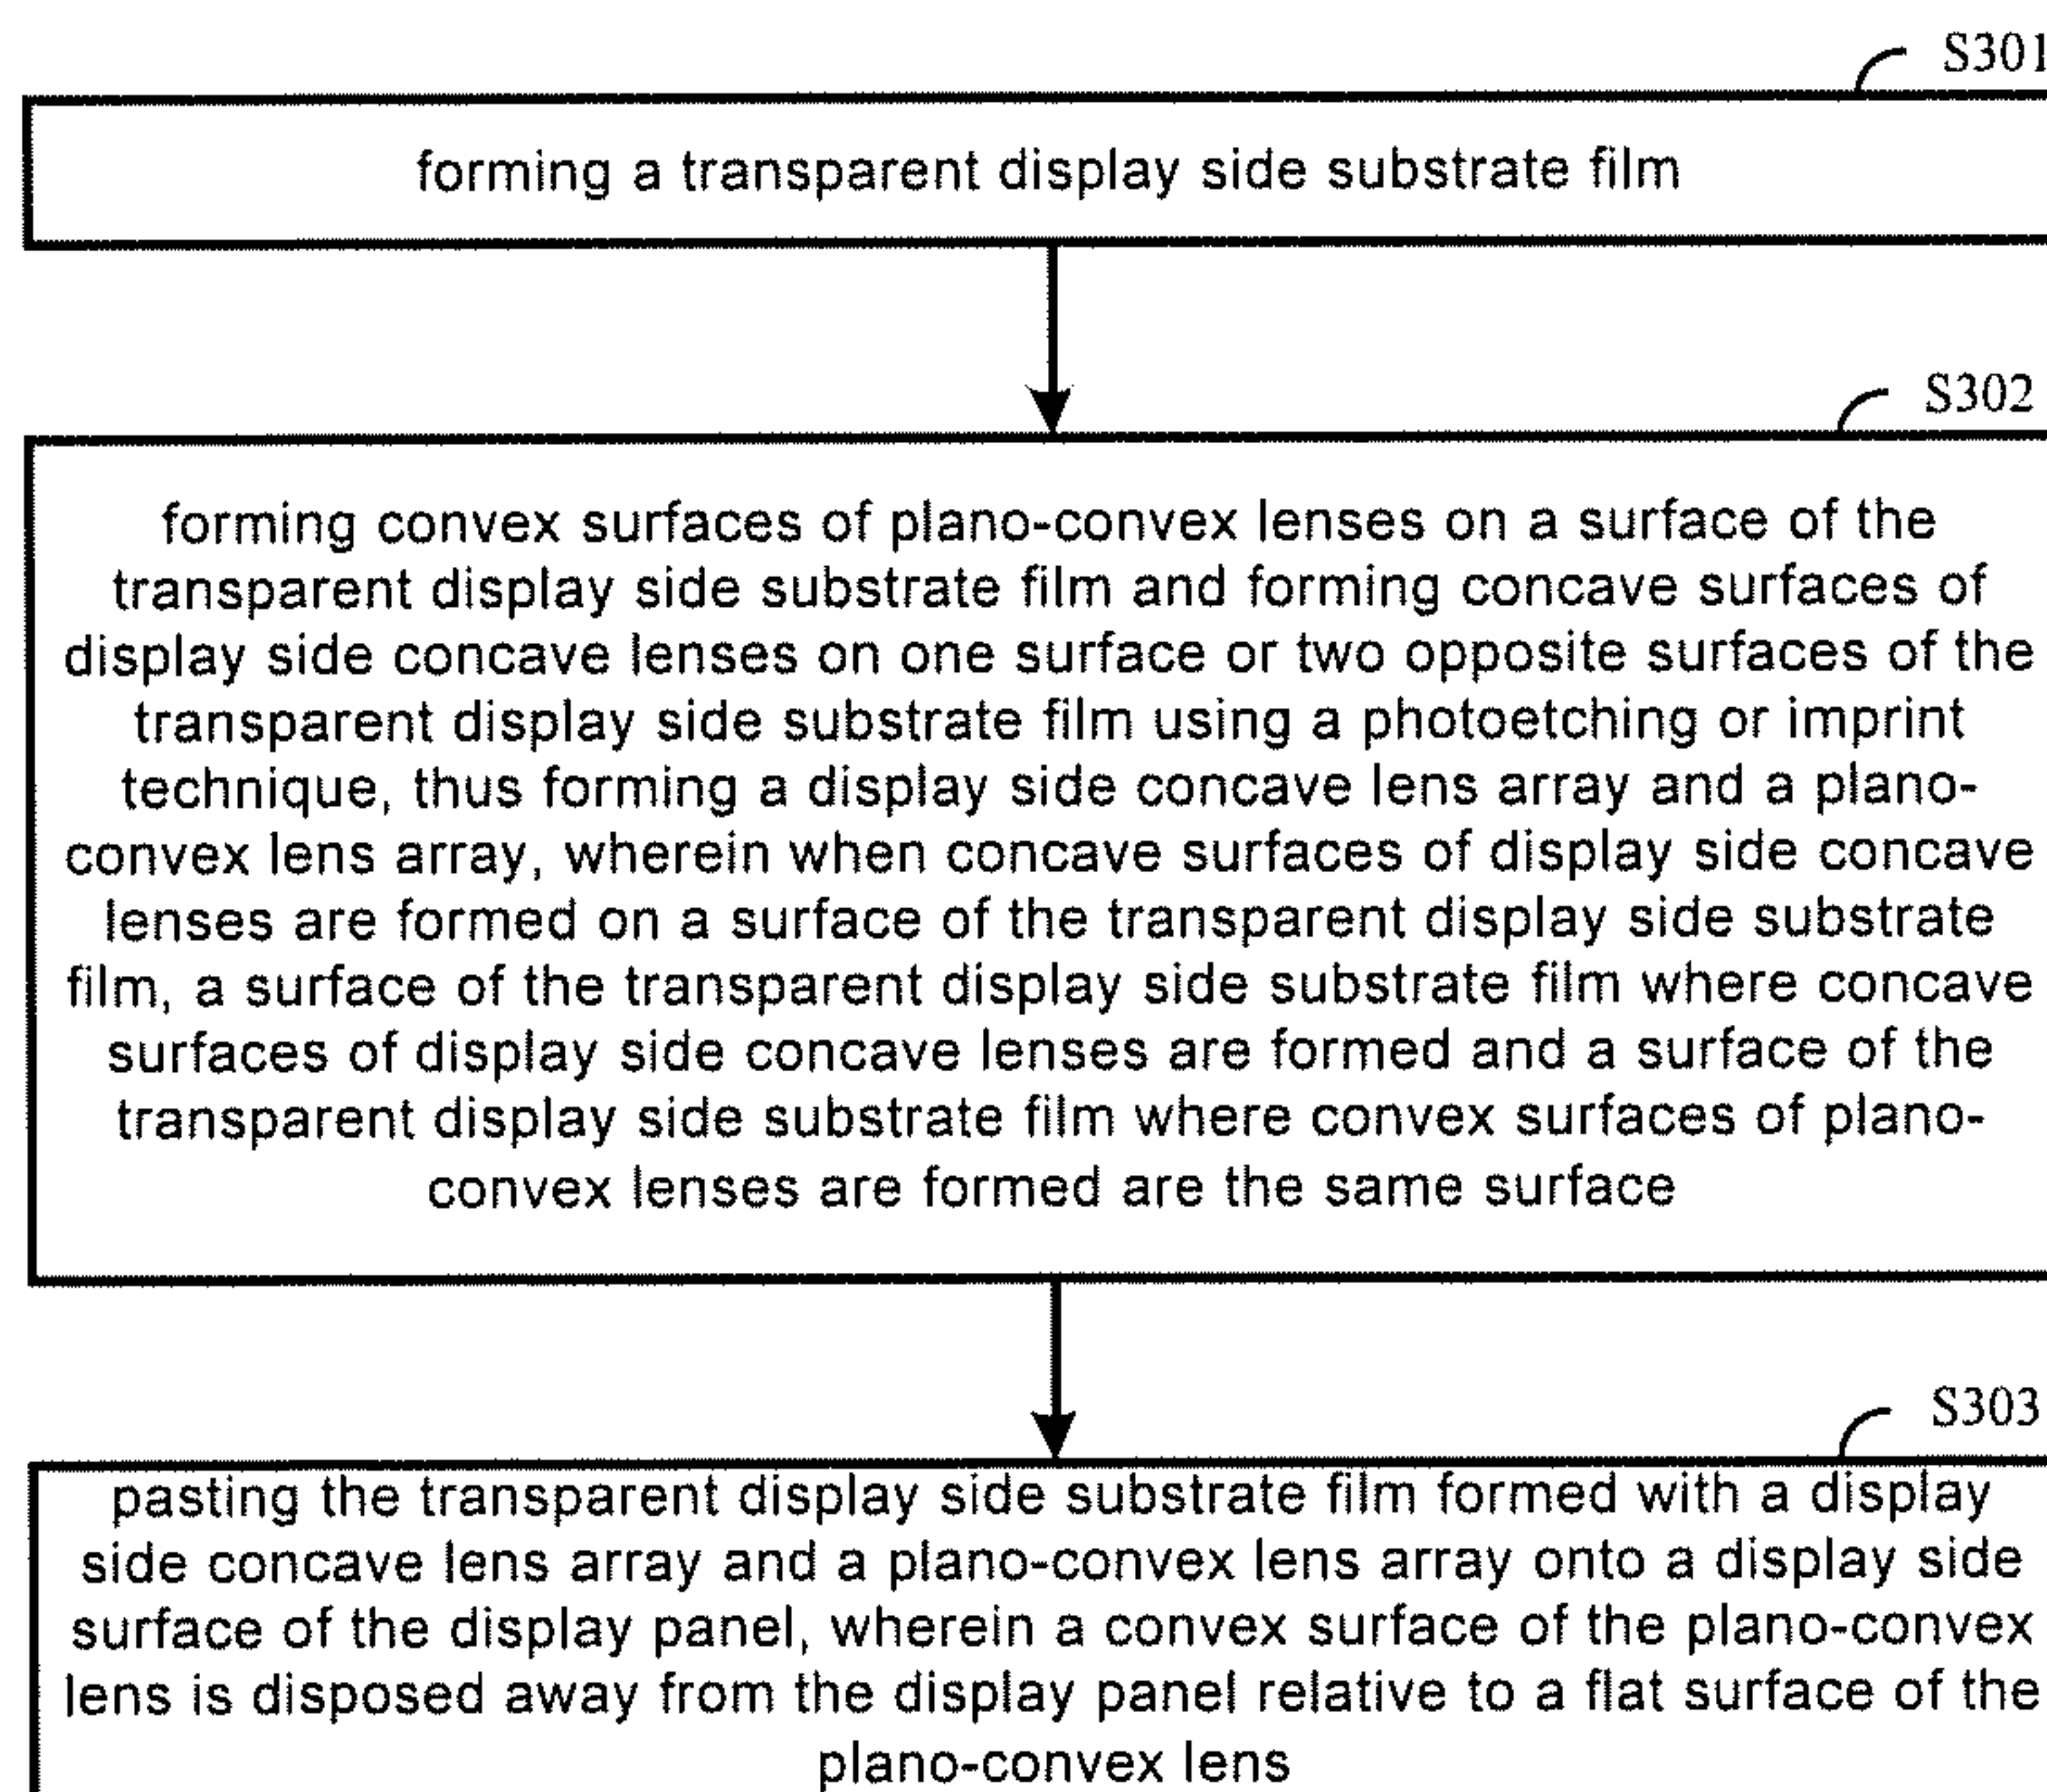 S301
forming a transparent display side substrate film
S302
forming convex surfaces of plano-convex lenses on a surface of the
transparent display side substrate film and forming concave surfaces of
display side concave lenses on one surface or two opposite surfaces of the
transparent display side substrate film using a photoetching or imprint
technique, thus forming a display side concave lens array and a plano-
convex lens array, wherein when concave surfaces of display side concave
lenses are formed on a surface of the transparent display side substrate
film, a surface of the transparent display side substrate film where concave
surfaces of display side concave lenses are formed and a surface of the
transparent display side substrate film where convex surfaces of plano-
convex lenses are formed are the same surface
S303
pasting the transparent display side substrate film formed with a display
side concave lens array and a plano-convex lens array onto a display side
surface of the display panel, wherein a convex surface of the plano-convex
lens is disposed away from the display panel relative to a flat surface of the
plano-convex lens